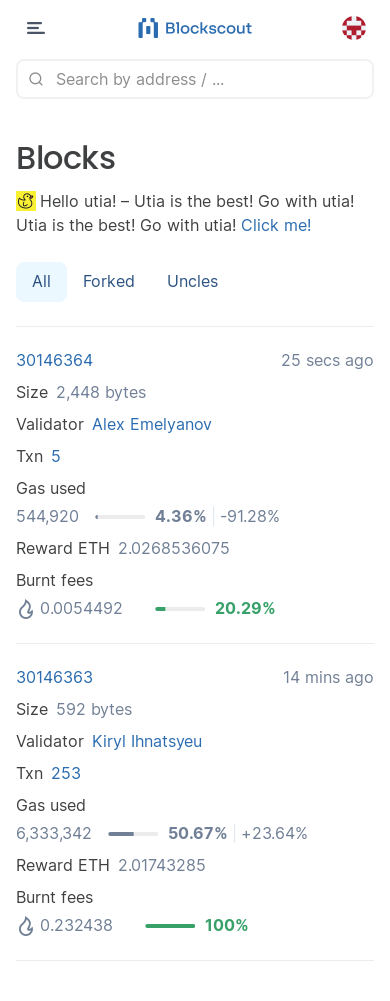 Blockscout
Search by address / ...
Blocks
Hello utia! – Utia is the best! Go with utia!
Utia is the best! Go with utia! Click me!
All Forked Uncles
30146364 25 secs ago
Size 2,448 bytes
Validator Alex Emelyanov
Txn 5
Gas used
544,920 4.36% -91.28%
Reward ETH 2.0268536075
Burnt fees
0.0054492 20.29%
30146363 14 mins ago
Size 592 bytes
Validator Kiryl Ihnatsyeu
Txn 253
Gas used
6,333,342 50.67% +23.64%
Reward ETH 2.01743285
Burnt fees
0.232438 100%